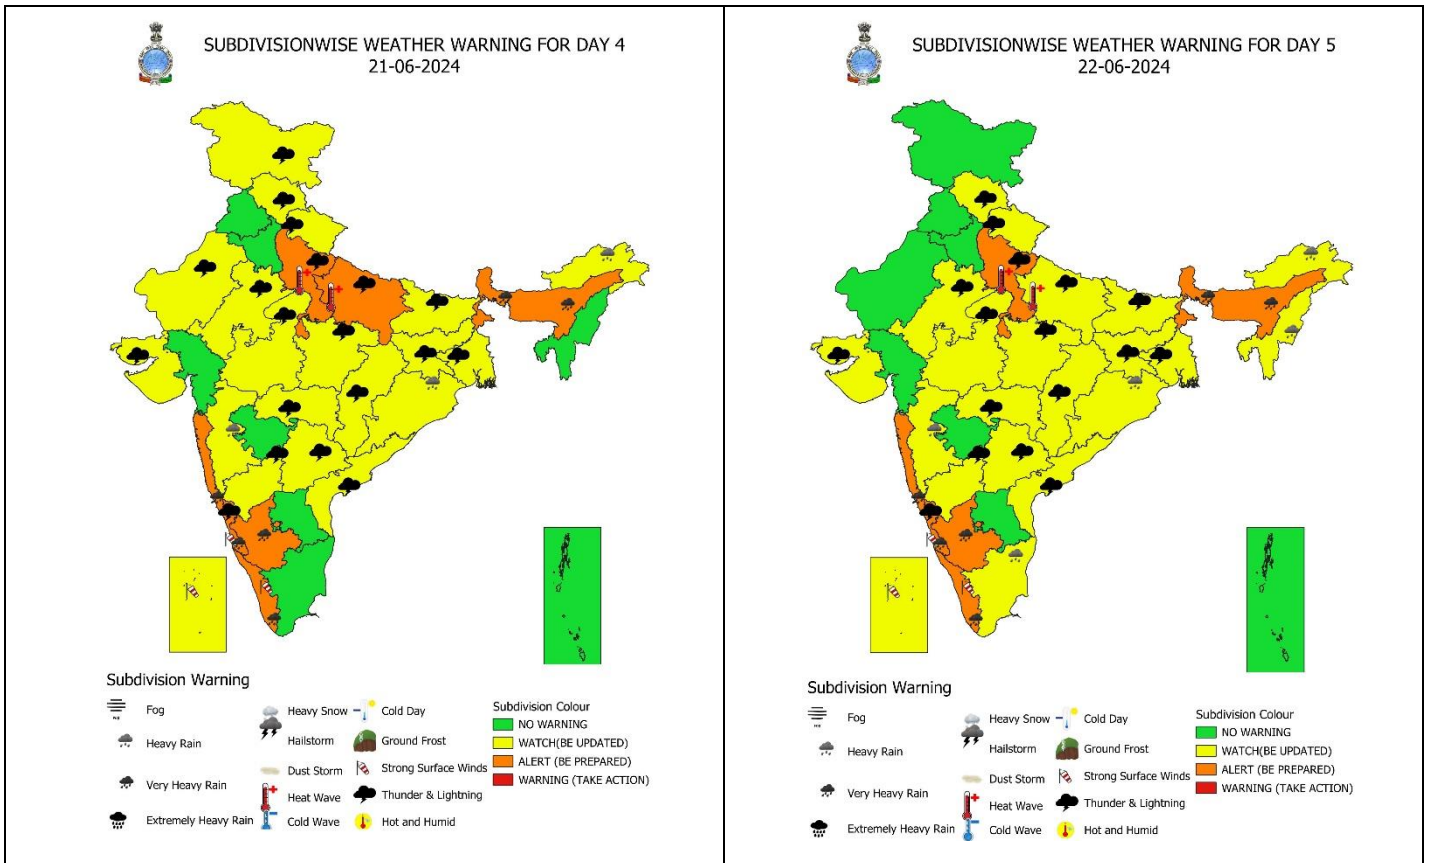 SUBDIVISIONWISE WEATHER WARNING FOR DAY 4
21-06-2024
Subdivision Warning
Fog
Heavy Rain
Very Heavy Rain
Extremely Heavy Rain
Heavy Snow
Hailstorm
Dust Storm
Heat Wave
Cold Wave
Cold Day
Ground Frost
Strong Surface Winds
Thunder & Lightning
Hot and Humid
Subdivision Colour
NO WARNING
WATCH(BE UPDATED)
ALERT (BE PREPARED)
WARNING (TAKE ACTION)
SUBDIVISIONWISE WEATHER WARNING FOR DAY 5
22-06-2024
Subdivision Warning
Fog
Heavy Rain
Very Heavy Rain
Extremely Heavy Rain
Heavy Snow
Hailstorm
Dust Storm
Heat Wave
Cold Wave
Cold Day
Ground Frost
Strong Surface Winds
Thunder & Lightning
Hot and Humid
Subdivision Colour
NO WARNING
WATCH(BE UPDATED)
ALERT (BE PREPARED)
WARNING (TAKE ACTION)